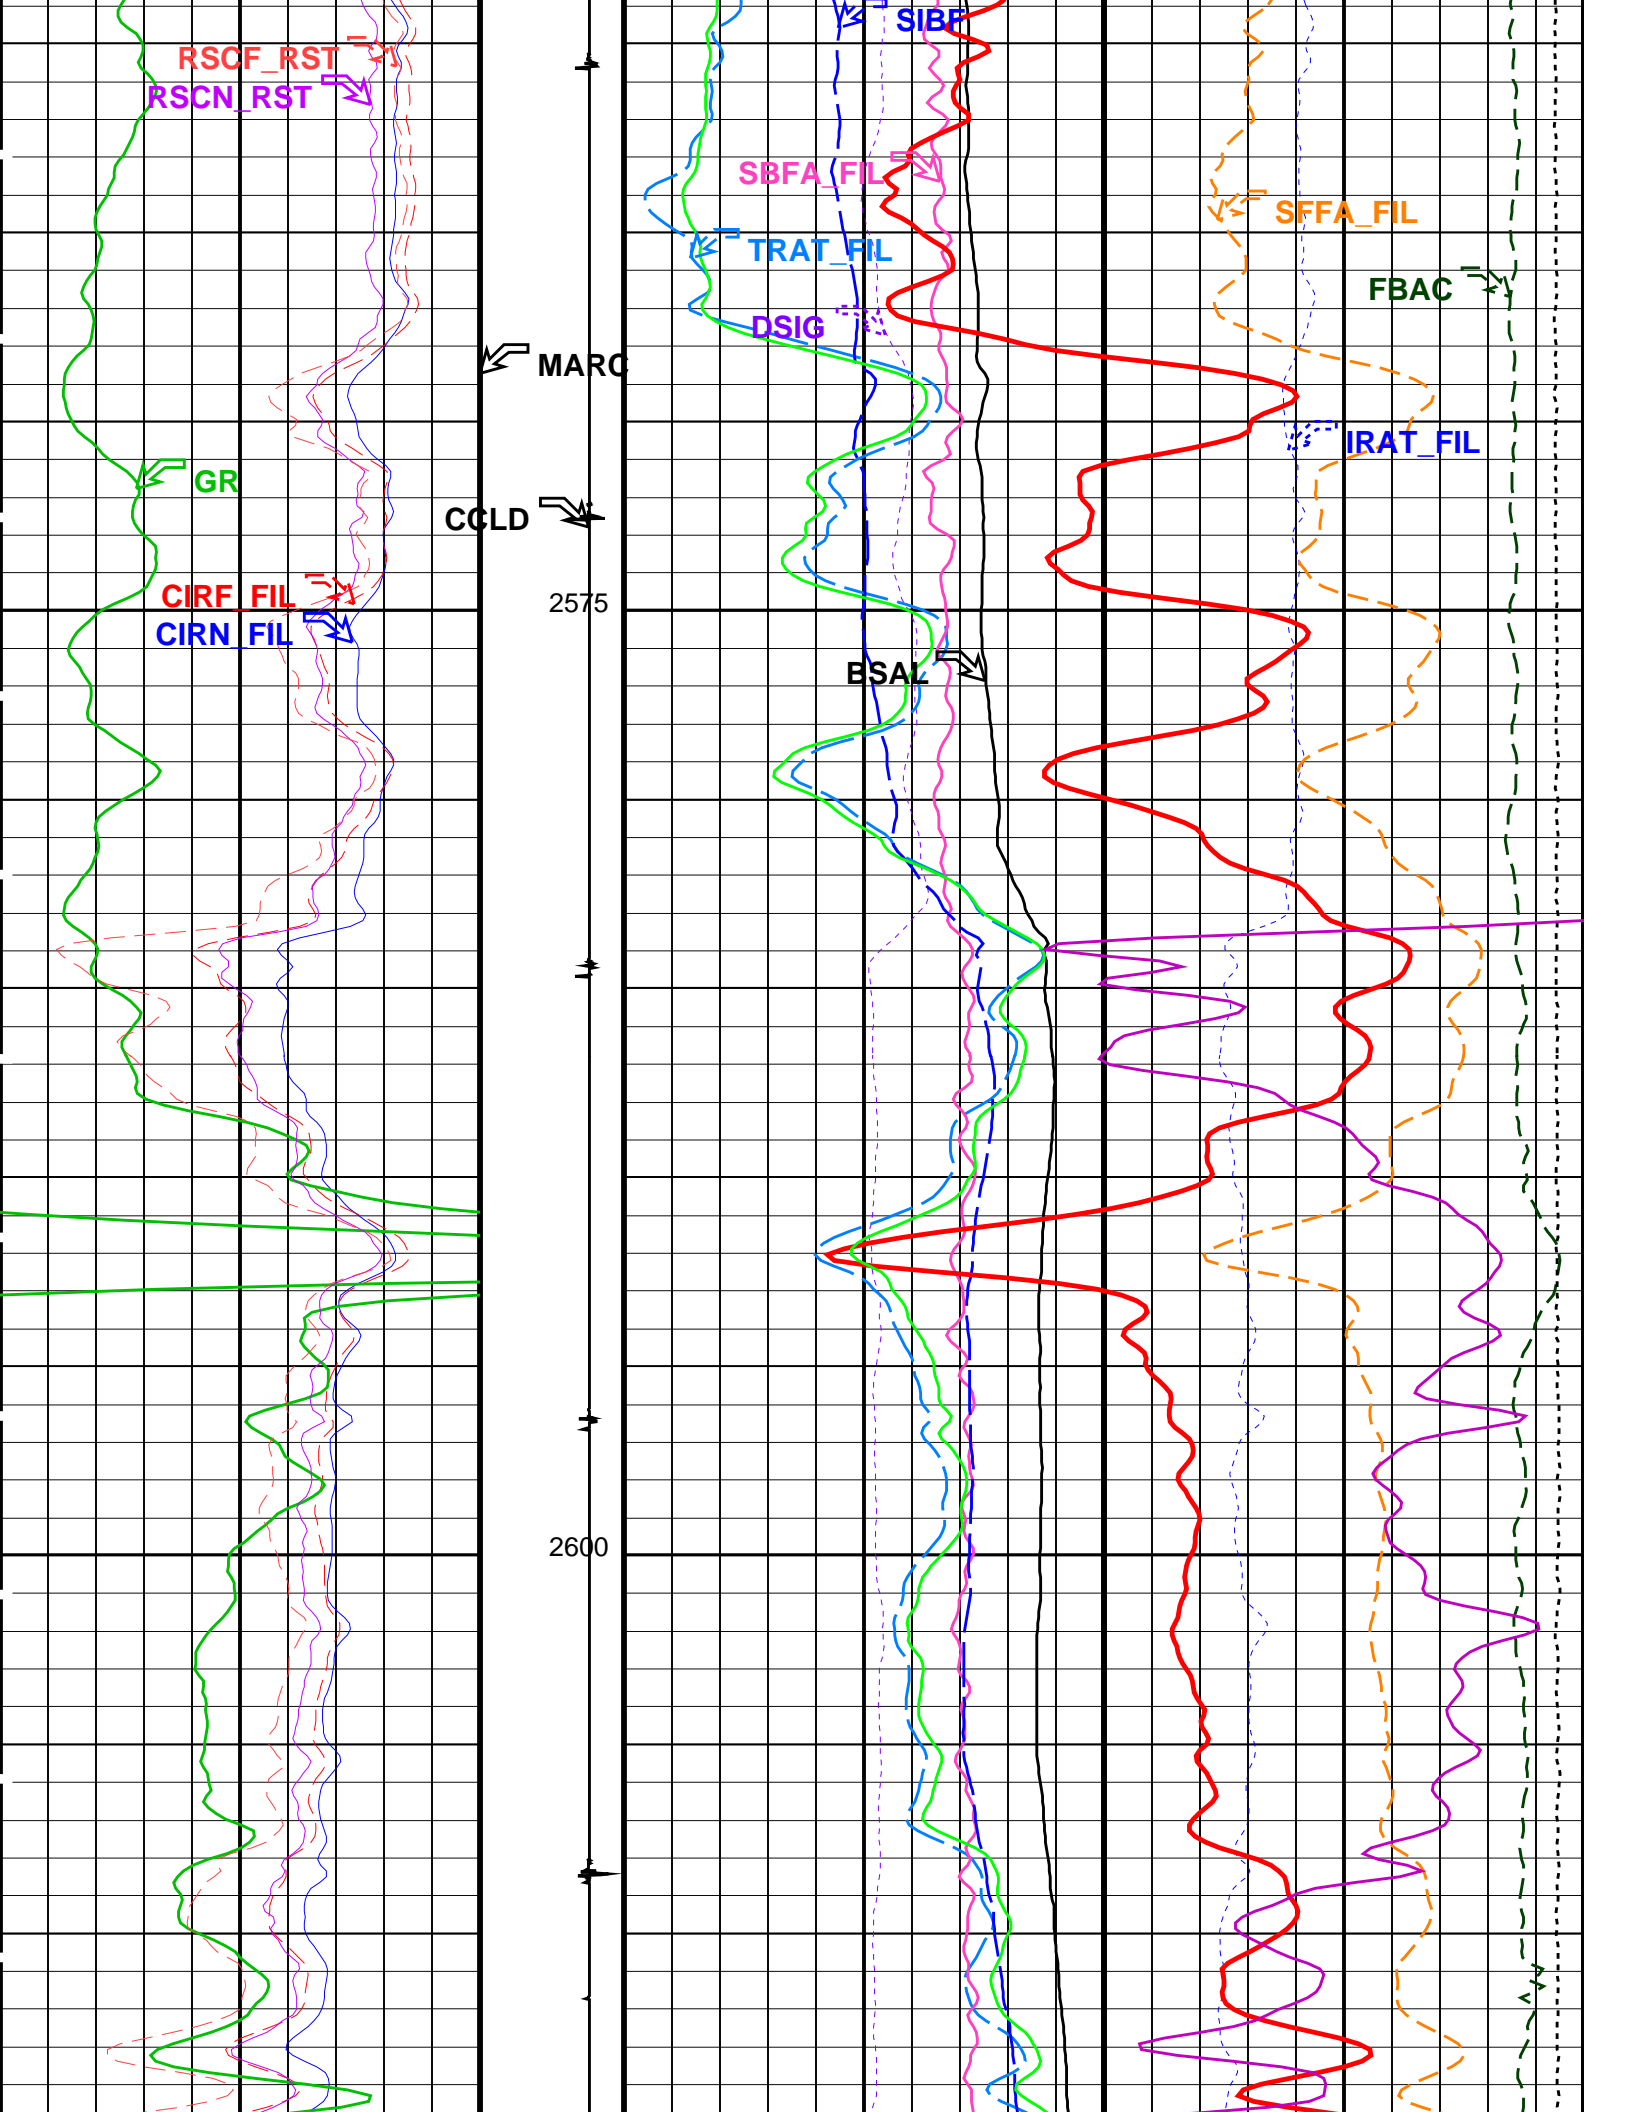 SIBF
RSCF_RST
RSCN_RST
SBFA_FIL
SFFA_FIL
TRAT_FIL
FBAC
DSIG
MARC
IRAT_FIL
GR
CCLD
CIRF_FIL
2575
CIRN_FIL
BSAL
2600